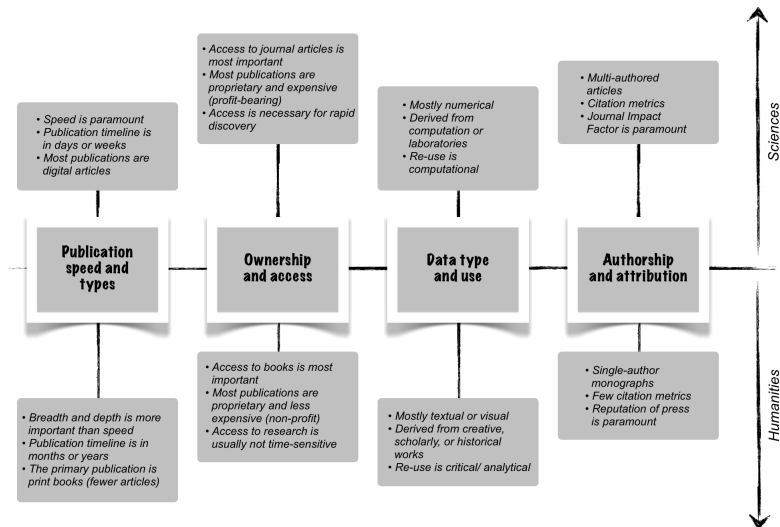 • Speed is paramount
• Publication timeline is
in days or weeks
• Most publications are
digital articles
• Access to journal articles is
most important
• Most publications are
proprietary and expensive
(profit-bearing)
• Access is necessary for rapid
discovery
• Mostly numerical
• Derived from
computation or
laboratories
• Re-use is
computational
• Multi-authored
articles
• Citation metrics
• Journal Impact
Factor is paramount
Sciences
Publication
speed and
types
Ownership
and access
Data type
and use
Authorship
and attribution
• Breadth and depth is more
important than speed
• Publication timeline is in
months or years
• The primary publication is
print books (fewer articles)
• Access to books is most
important
• Most publications are
proprietary and less
expensive (non-profit)
• Access to research is
usually not time-sensitive
• Mostly textual or visual
• Derived from creative,
scholarly, or historical
works
• Re-use is critical/ analytical
• Single-author
monographs
• Few citation metrics
• Reputation of press
is paramount
Humanities